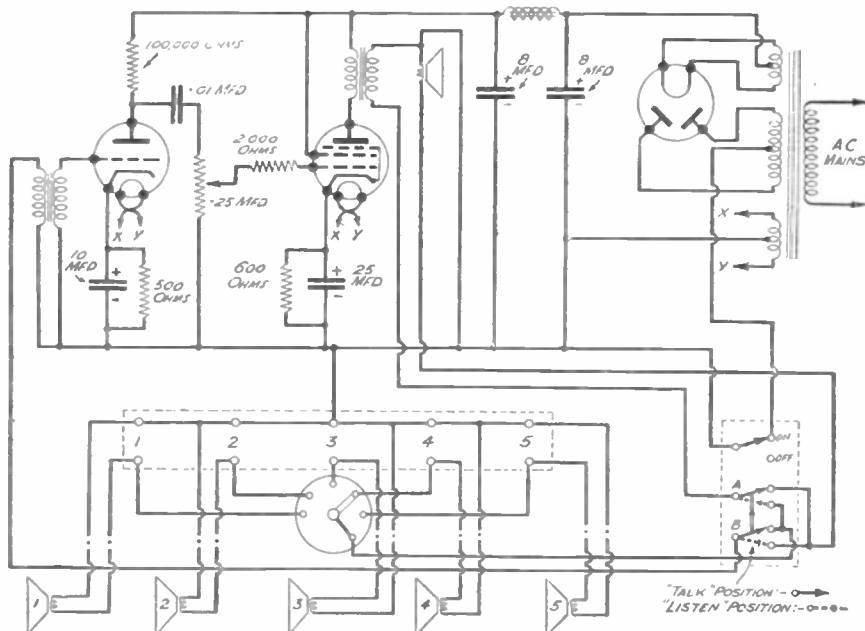 100,000 OHMS
.01 MFD
8
MFD
+
-
8
MFD
+
-
AC
MAINS
2000
OHMS
.25 MFD
X Y
X Y
X
Y
10
MFD
+
-
500
OHMS
600
OHMS
+
-
25
MFD
1
2
3
4
5
ON
OFF
A
B
1
2
3
4
5
"TALK" POSITION:-
"LISTEN" POSITION:-